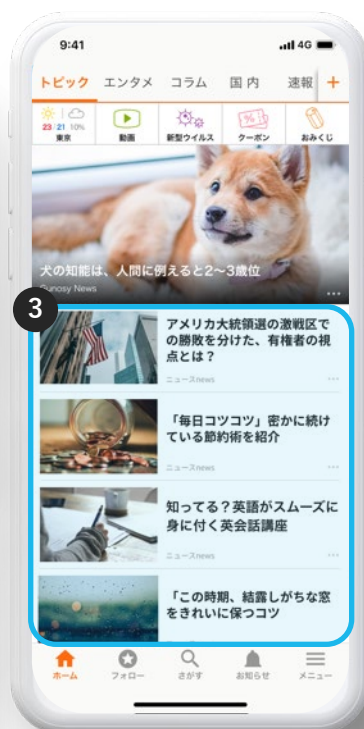 9:41
4G
トピック エンタメ コラム 国内 速報 +
23 21 10%
東京 動画 新型ウイルス クーポン おみくじ
犬の知能は、人間に例えると2〜3歳位
Gunosy News
3
アメリカ大統領選の激戦区で
の勝敗を分けた、有権者の視
点とは？
ニュースnews
「毎日コツコツ」密かに続け
ている節約術を紹介
ニュースnews
知ってる？英語がスムーズに
身に付く英会話講座
ニュースnews
「この時期、結露しがちな窓
をきれいに保つコツ
ホーム フォロー さがす お知らせ メニュー